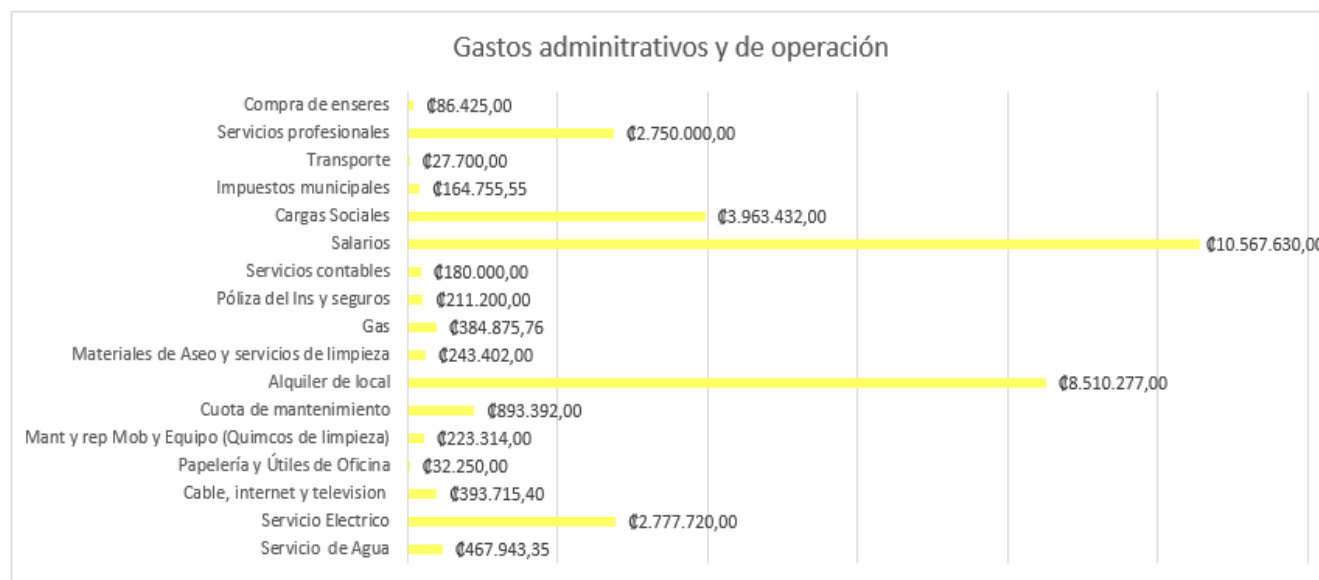 Gastos adminitrativos y de operación
Compra de enseres ₡86.425,00
Servicios profesionales ₡2.750.000,00
Transporte ₡27.700,00
Impuestos municipales ₡164.755,55
Cargas Sociales ₡3.963.432,00
Salarios ₡10.567.630,00
Servicios contables ₡180.000,00
Póliza del Ins y seguros ₡211.200,00
Gas ₡384.875,76
Materiales de Aseo y servicios de limpieza ₡243.402,00
Alquiler de local ₡8.510.277,00
Cuota de mantenimiento ₡893.392,00
Mant y rep Mob y Equipo (Quimcos de limpieza) ₡223.314,00
Papelería y Útiles de Oficina ₡32.250,00
Cable, internet y television ₡393.715,40
Servicio Electrico ₡2.777.720,00
Servicio de Agua ₡467.943,35